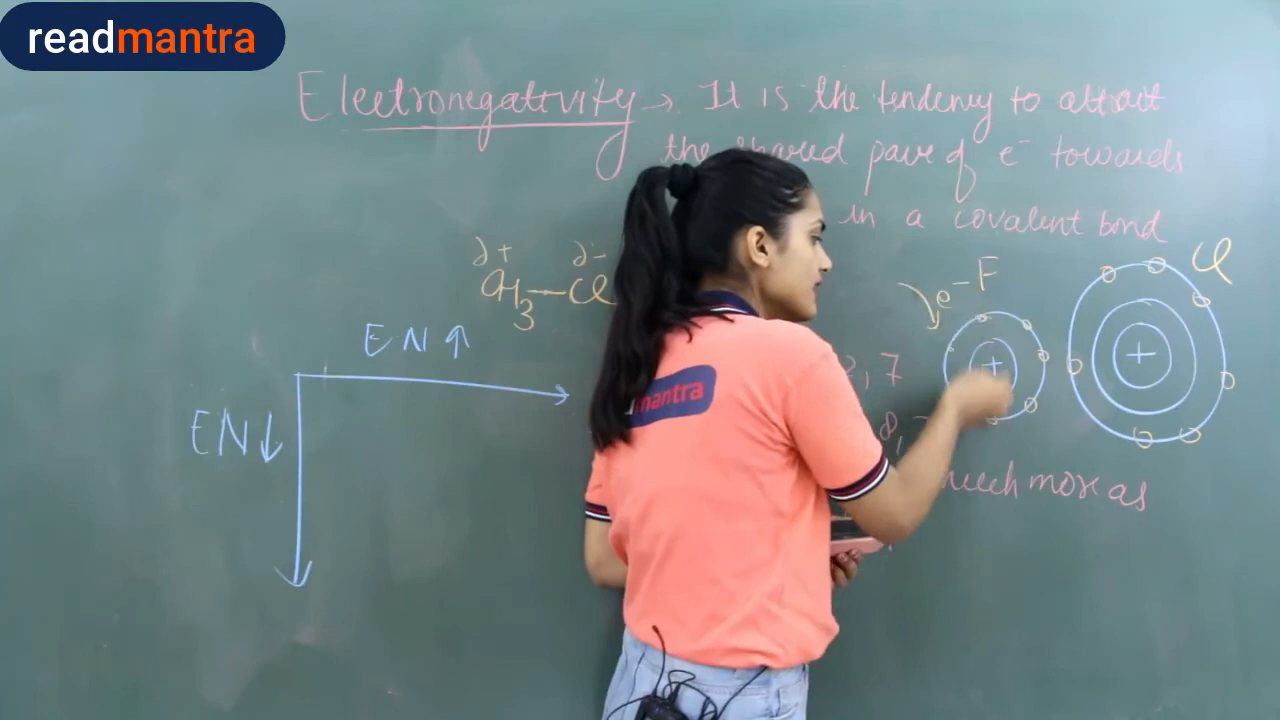 readmantra
Electronegativity → It is the tendency to attract
the shared pair of e⁻ towards
in a covalent bond
δ+ δ-
CH3—Cl
e⁻ F
Cl
EN↑
EN↓
mantra
, 7
8,
+
+
much more as